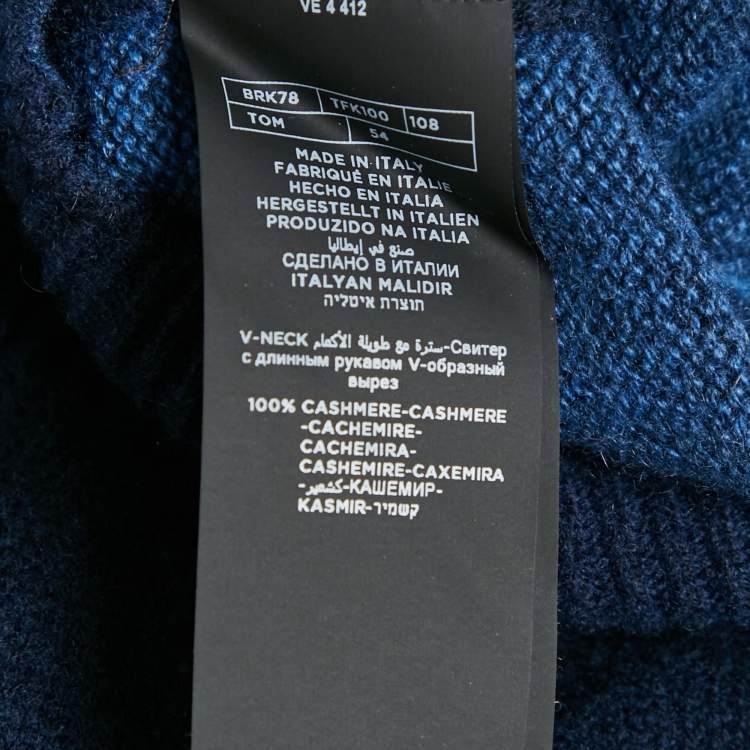 VE 4 412
BRK78 TFK100 108
TOM 54
MADE IN ITALY
FABRIQUÉ EN ITALIE
HECHO EN ITALIA
HERGESTELLT IN ITALIEN
PRODUZIDO NA ITALIA
صنع في إيطاليا
СДЕЛАНО В ИТАЛИИ
ITALYAN MALIDIR
תוצרת איטליה
V-NECK سترة مع طويلة الأكمام-Свитер
с длинным рукавом V-образный
вырез
100% CASHMERE-CASHMERE
-CACHEMIRE-
CACHEMIRA-
CASHEMIRE-CAXEMIRA
-كشمير-КАШЕМИР-
KASMIR-קשמיר